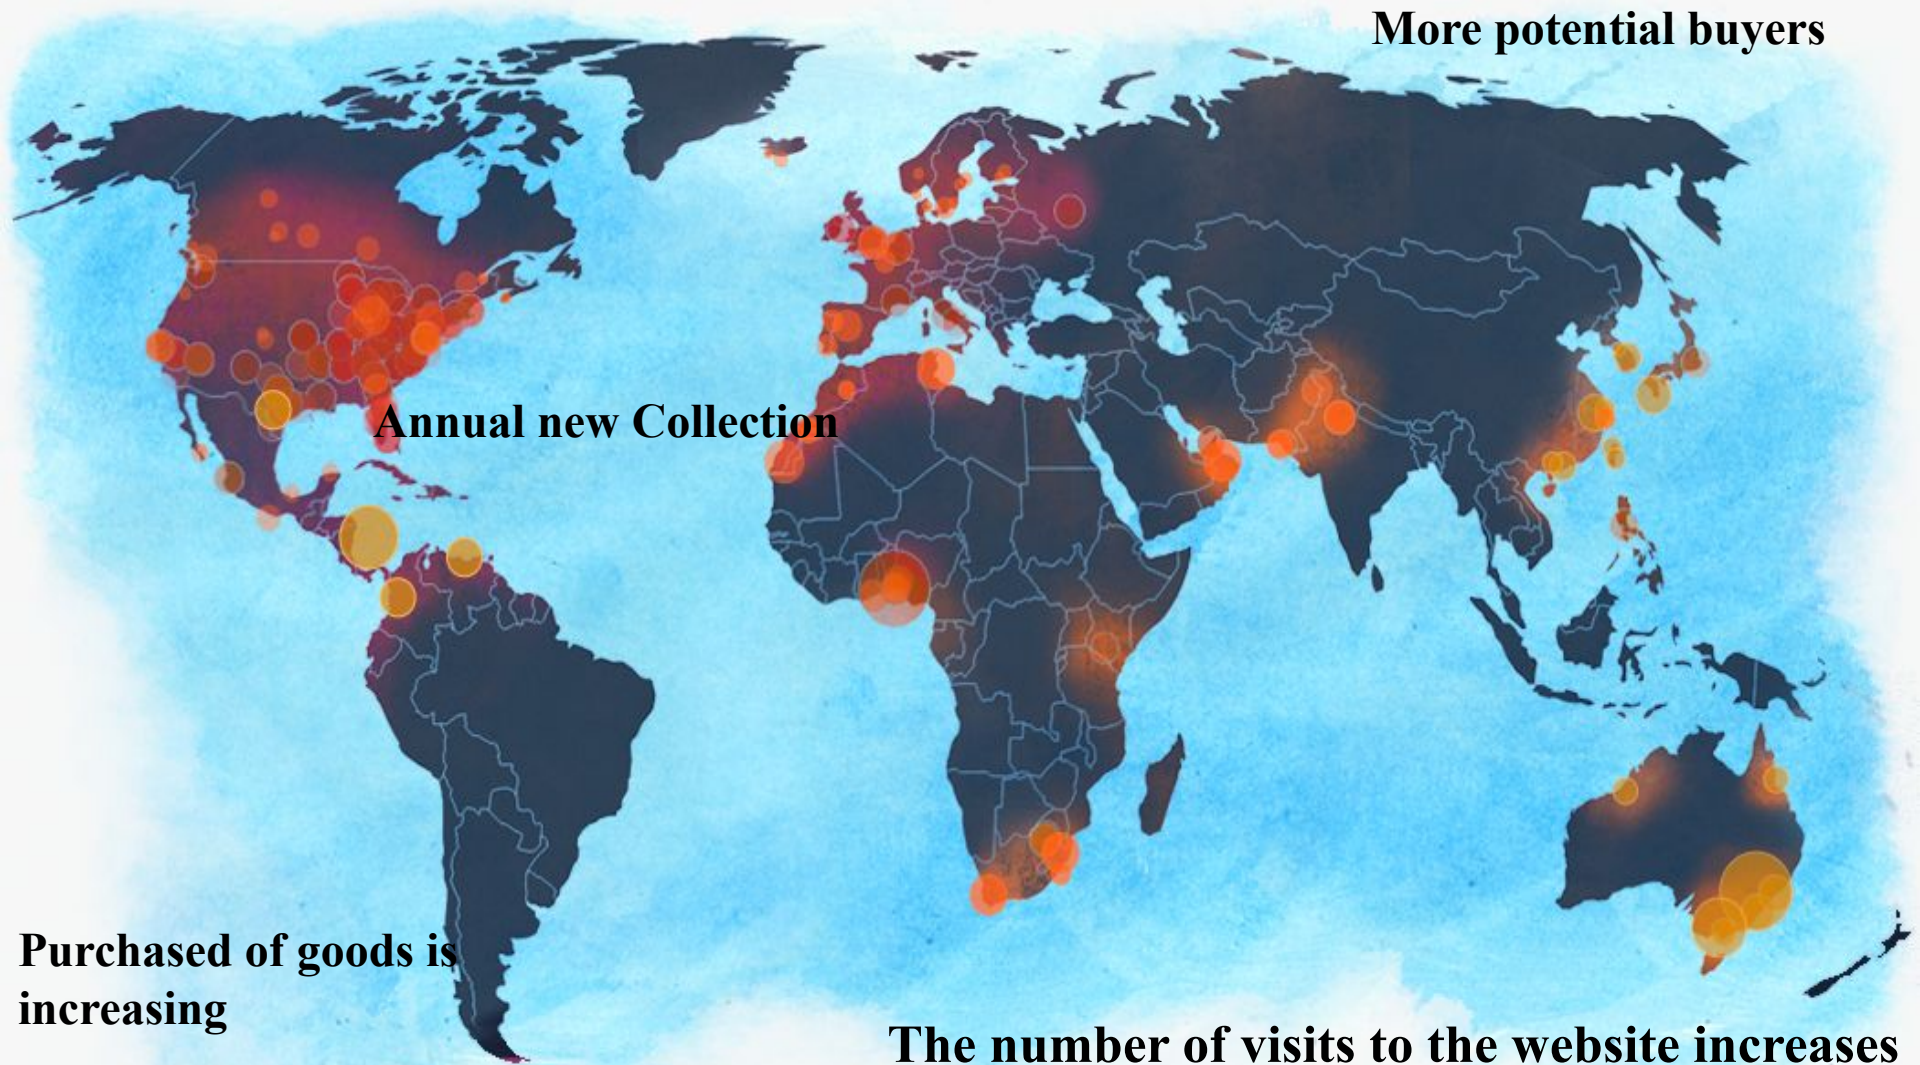 More potential buyers
Annual new Collection
Purchased of goods is
increasing
The number of visits to the website increases